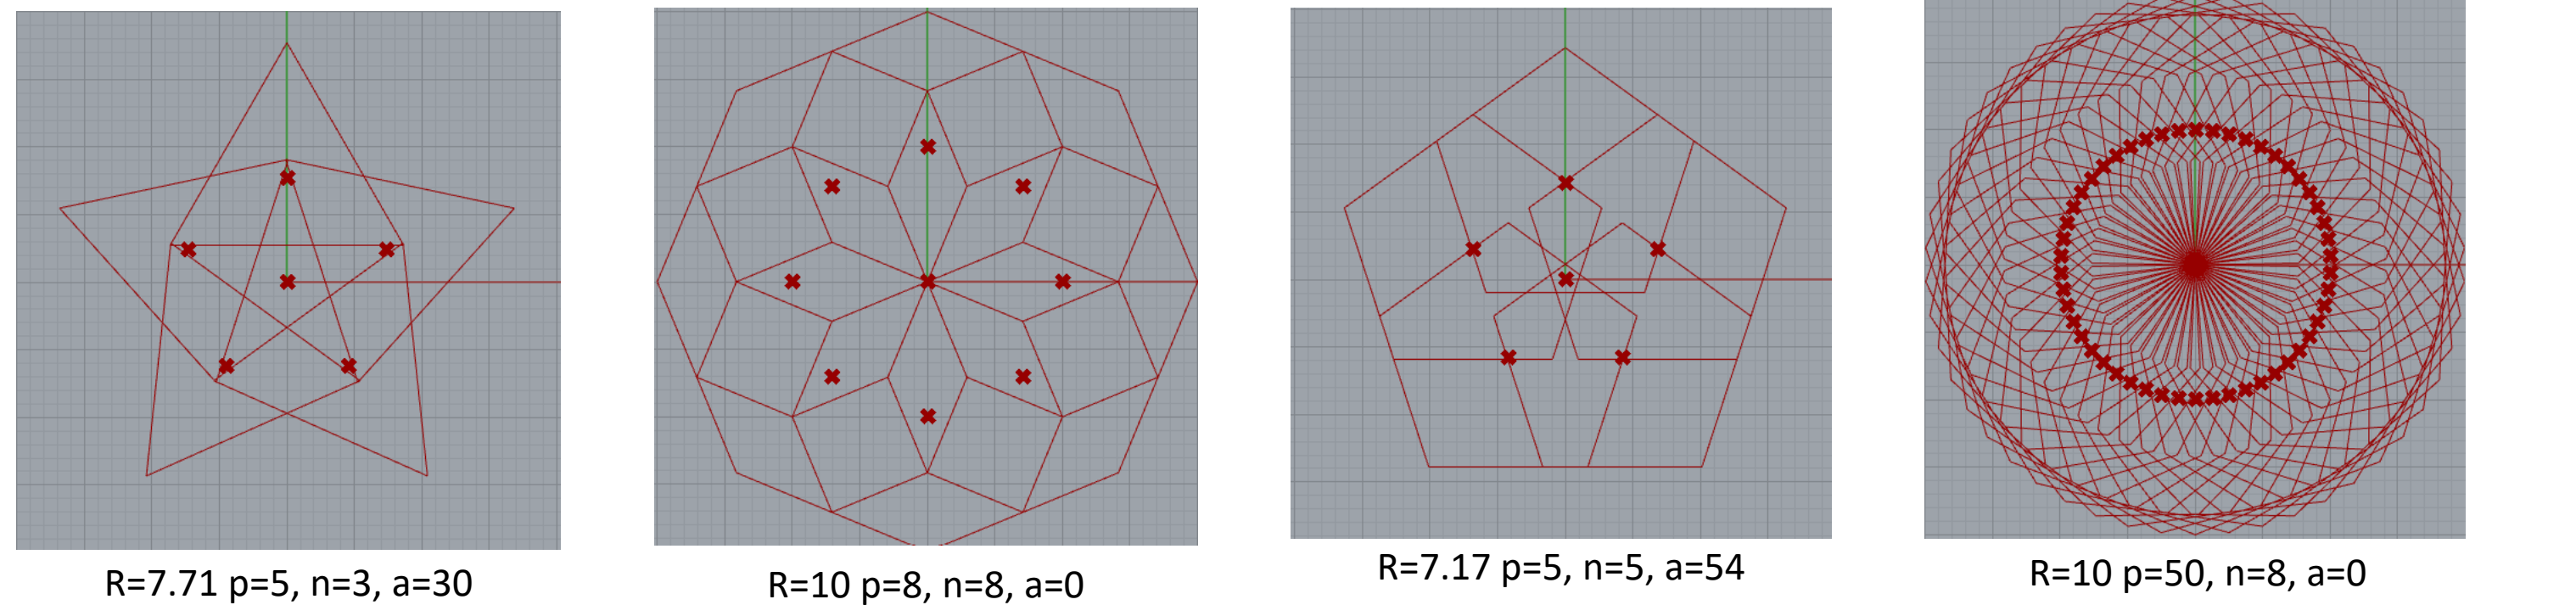 R=7.71 p=5, n=3, a=30
R=10 p=8, n=8, a=0
R=7.17 p=5, n=5, a=54
R=10 p=50, n=8, a=0